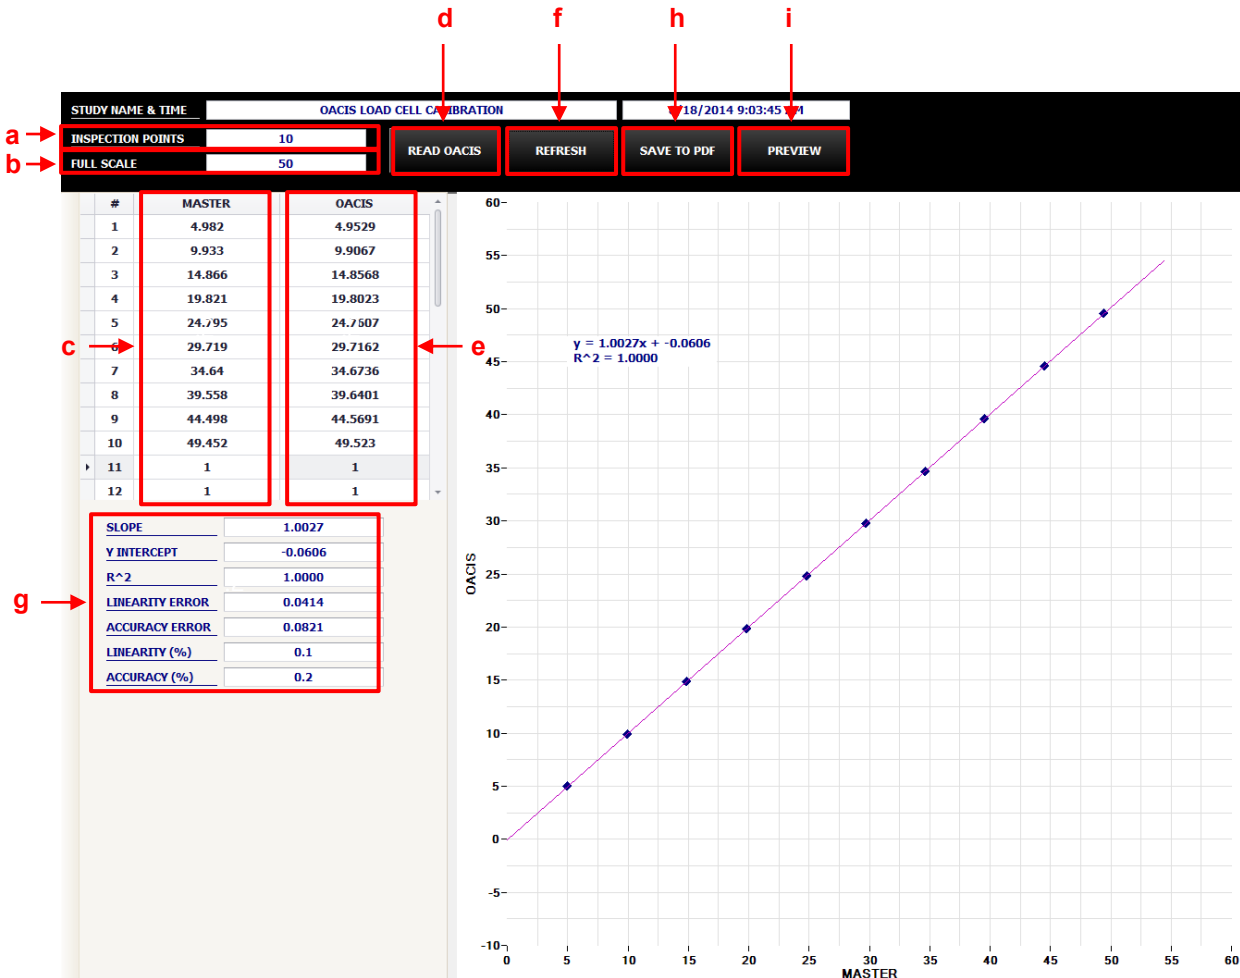 d f h i
STUDY NAME & TIME OACIS LOAD CELL CALIBRATION 18/2014 9:03:45
a INSPECTION POINTS 10
b FULL SCALE 50
READ OACIS REFRESH SAVE TO PDF PREVIEW
# MASTER OACIS
1 4.982 4.9529
2 9.933 9.9067
3 14.866 14.8568
4 19.821 19.8023
5 24.795 24.7607
6 29.719 29.7162
7 34.64 34.6736
8 39.558 39.6401
9 44.498 44.5691
10 49.452 49.523
11 1 1
12 1 1
c
e
SLOPE 1.0027
Y INTERCEPT -0.0606
R^2 1.0000
LINEARITY ERROR 0.0414
ACCURACY ERROR 0.0821
LINEARITY (%) 0.1
ACCURACY (%) 0.2
g
y = 1.0027x + -0.0606
R^2 = 1.0000
60
55
50
45
40
35
30
25
20
15
10
5
0
-5
-10
OACIS
0 5 10 15 20 25 30 35 40 45 50 55 60
MASTER